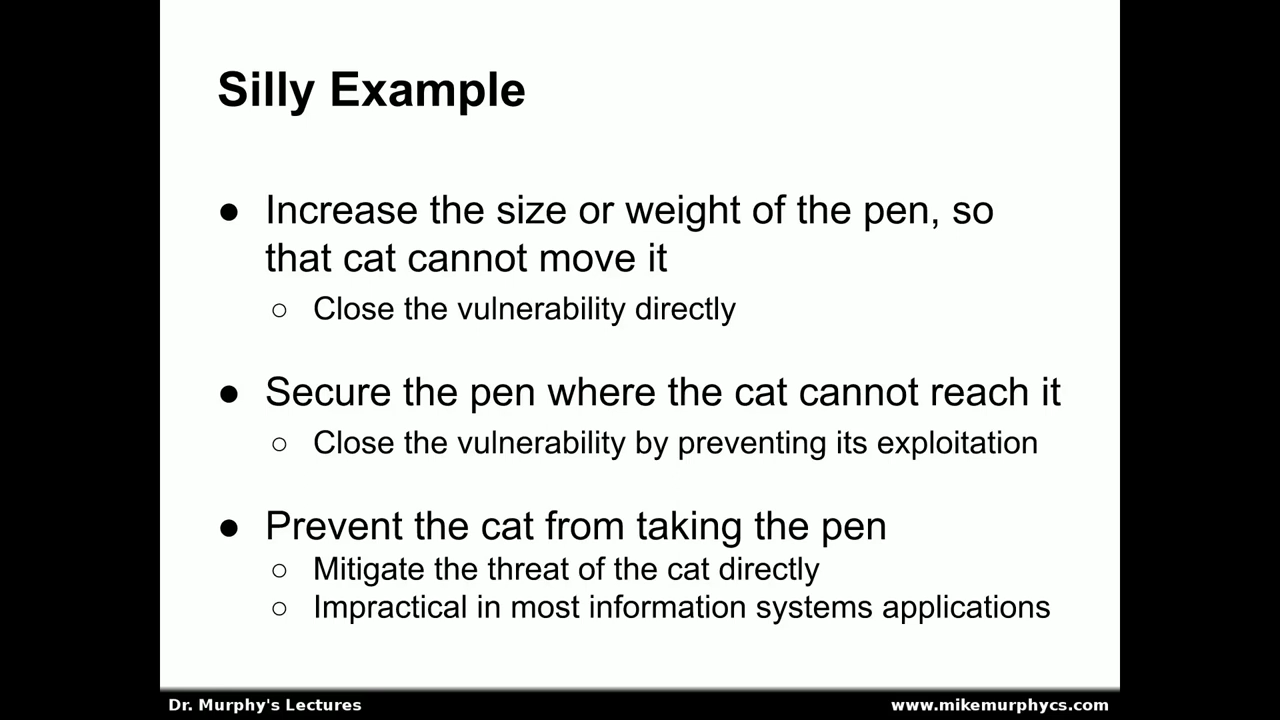 Silly Example
● Increase the size or weight of the pen, so
that cat cannot move it
○ Close the vulnerability directly
● Secure the pen where the cat cannot reach it
○ Close the vulnerability by preventing its exploitation
● Prevent the cat from taking the pen
○ Mitigate the threat of the cat directly
○ Impractical in most information systems applications
Dr. Murphy's Lectures
www.mikemurphycs.com